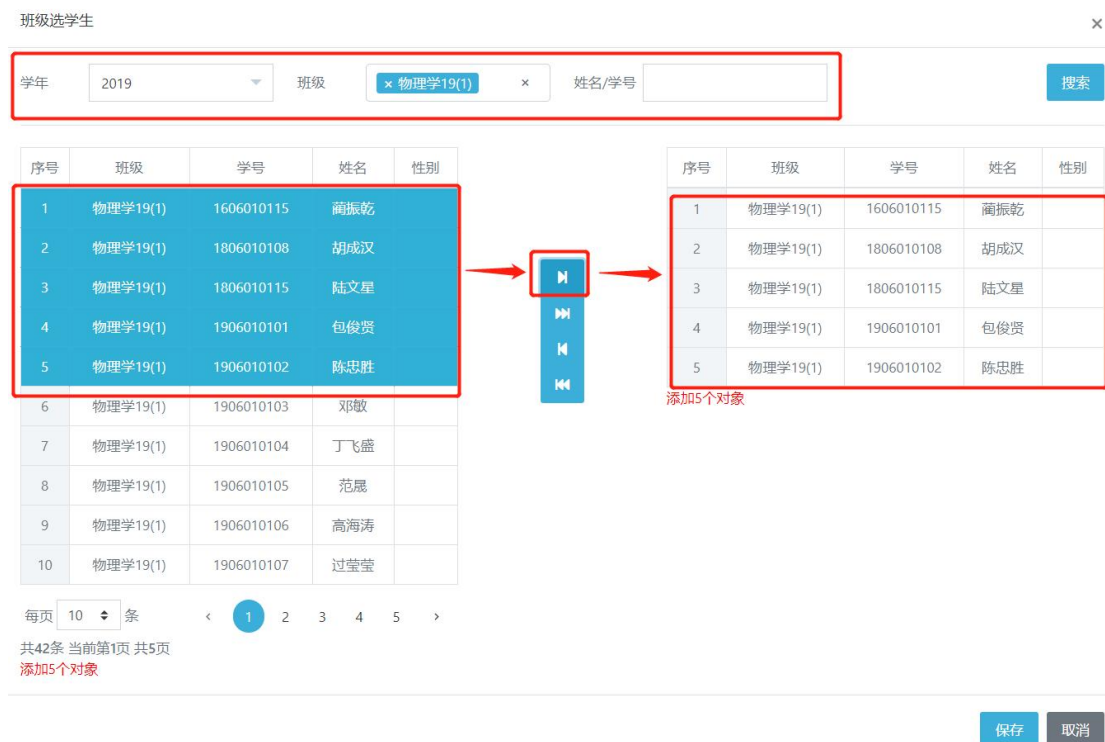 班级选学生 ×
学年 2019 班级 × 物理学19(1) × 姓名/学号 搜索
序号 班级 学号 姓名 性别
1 物理学19(1) 1606010115 蔺振乾
2 物理学19(1) 1806010108 胡成汉
3 物理学19(1) 1806010115 陆文星
4 物理学19(1) 1906010101 包俊贤
5 物理学19(1) 1906010102 陈忠胜
6 物理学19(1) 1906010103 邓敏
7 物理学19(1) 1906010104 丁飞盛
8 物理学19(1) 1906010105 范晟
9 物理学19(1) 1906010106 高海涛
10 物理学19(1) 1906010107 过莹莹
每页 10 条 ‹ 1 2 3 4 5 ›
共42条 当前第1页 共5页
添加5个对象
序号 班级 学号 姓名 性别
1 物理学19(1) 1606010115 蔺振乾
2 物理学19(1) 1806010108 胡成汉
3 物理学19(1) 1806010115 陆文星
4 物理学19(1) 1906010101 包俊贤
5 物理学19(1) 1906010102 陈忠胜
添加5个对象
保存 取消